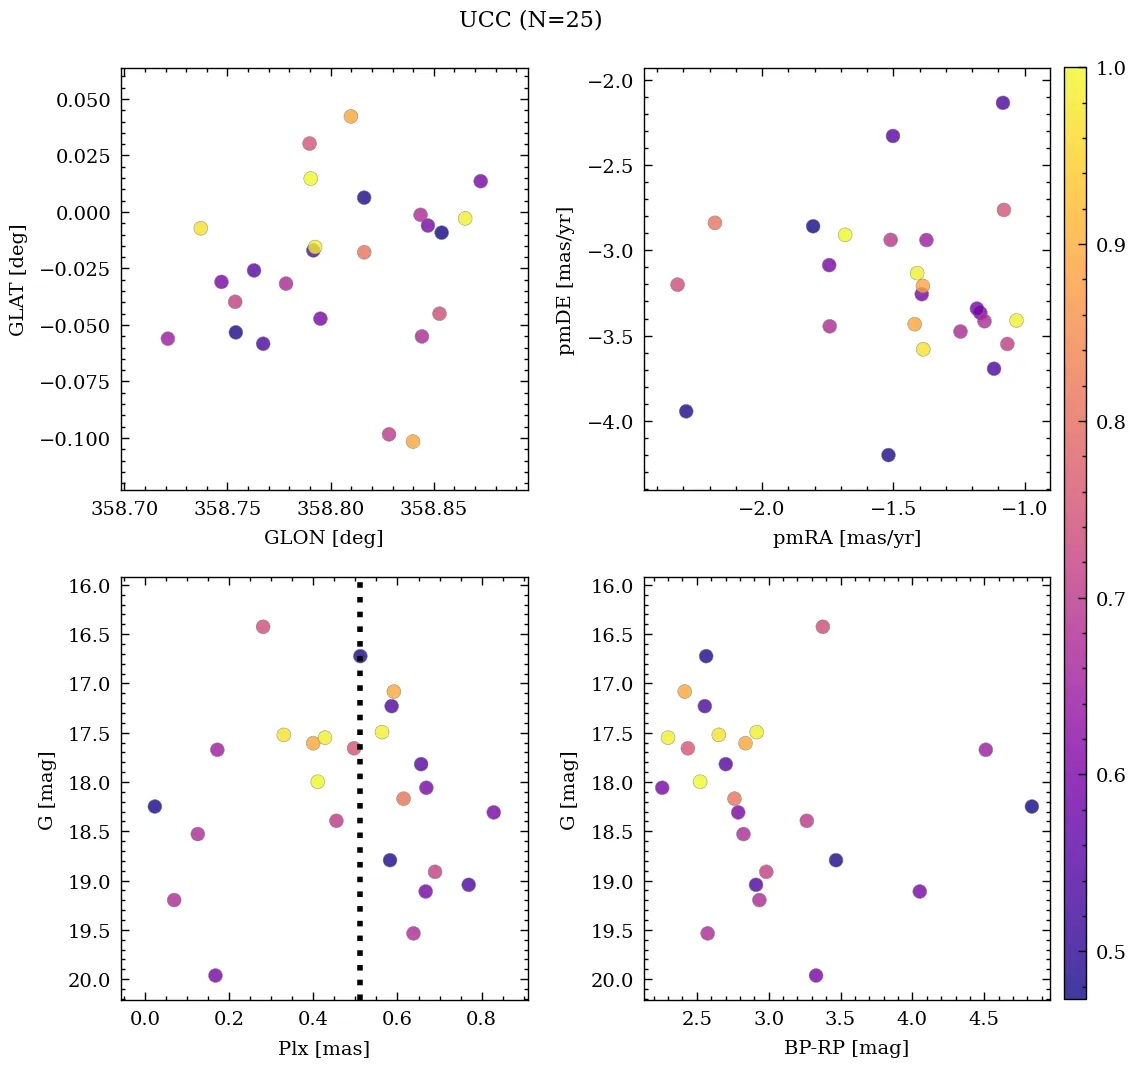 UCC (N=25)
0.050
0.025
0.000
−0.025
−0.050
−0.075
−0.100
GLAT [deg]
358.70 358.75 358.80 358.85
GLON [deg]
−2.0
−2.5
−3.0
−3.5
−4.0
pmDE [mas/yr]
−2.0 −1.5 −1.0
pmRA [mas/yr]
16.0
16.5
17.0
17.5
18.0
18.5
19.0
19.5
20.0
G [mag]
0.0 0.2 0.4 0.6 0.8
Plx [mas]
16.0
16.5
17.0
17.5
18.0
18.5
19.0
19.5
20.0
G [mag]
2.5 3.0 3.5 4.0 4.5
BP-RP [mag]
1.0
0.9
0.8
0.7
0.6
0.5